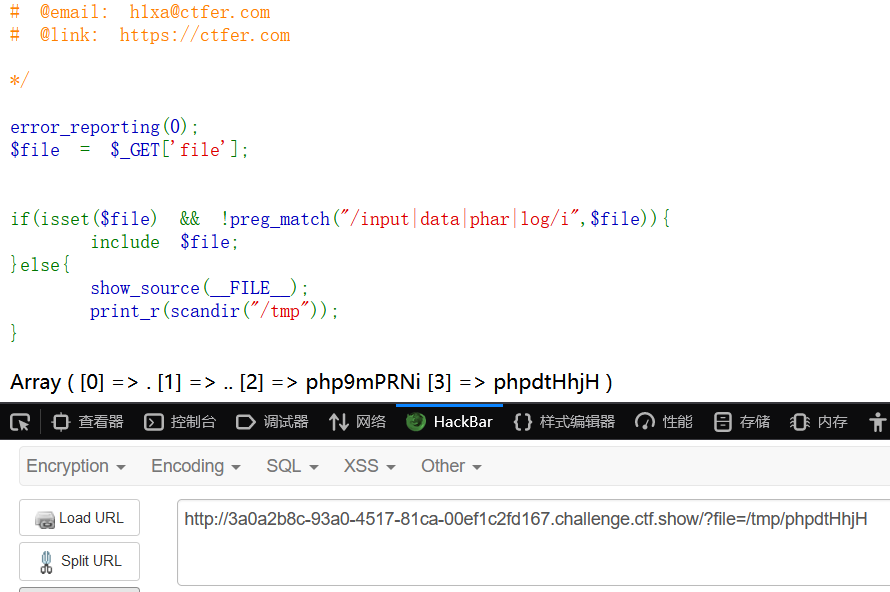 #  @email:  hlxa@ctfer.com
#  @link:  https://ctfer.com
*/
error_reporting(0);
$file  =  $_GET['file'];
if(isset($file)  &&  !preg_match("/input|data|phar|log/i",$file)){
include  $file;
}else{
show_source(__FILE__);
print_r(scandir("/tmp"));
}
Array ( [0] => . [1] => .. [2] => php9mPRNi [3] => phpdtHhjH )
查看器 控制台 调试器 网络 HackBar 样式编辑器 性能 存储 内存
Encryption Encoding SQL XSS Other
Load URL http://3a0a2b8c-93a0-4517-81ca-00ef1c2fd167.challenge.ctf.show/?file=/tmp/phpdtHhjH
Split URL